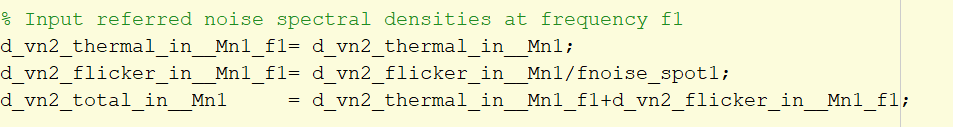 % Input referred noise spectral densities at frequency f1
d_vn2_thermal_in__Mn1_f1= d_vn2_thermal_in__Mn1;
d_vn2_flicker_in__Mn1_f1= d_vn2_flicker_in__Mn1/fnoise_spot1;
d_vn2_total_in__Mn1     = d_vn2_thermal_in__Mn1_f1+d_vn2_flicker_in__Mn1_f1;